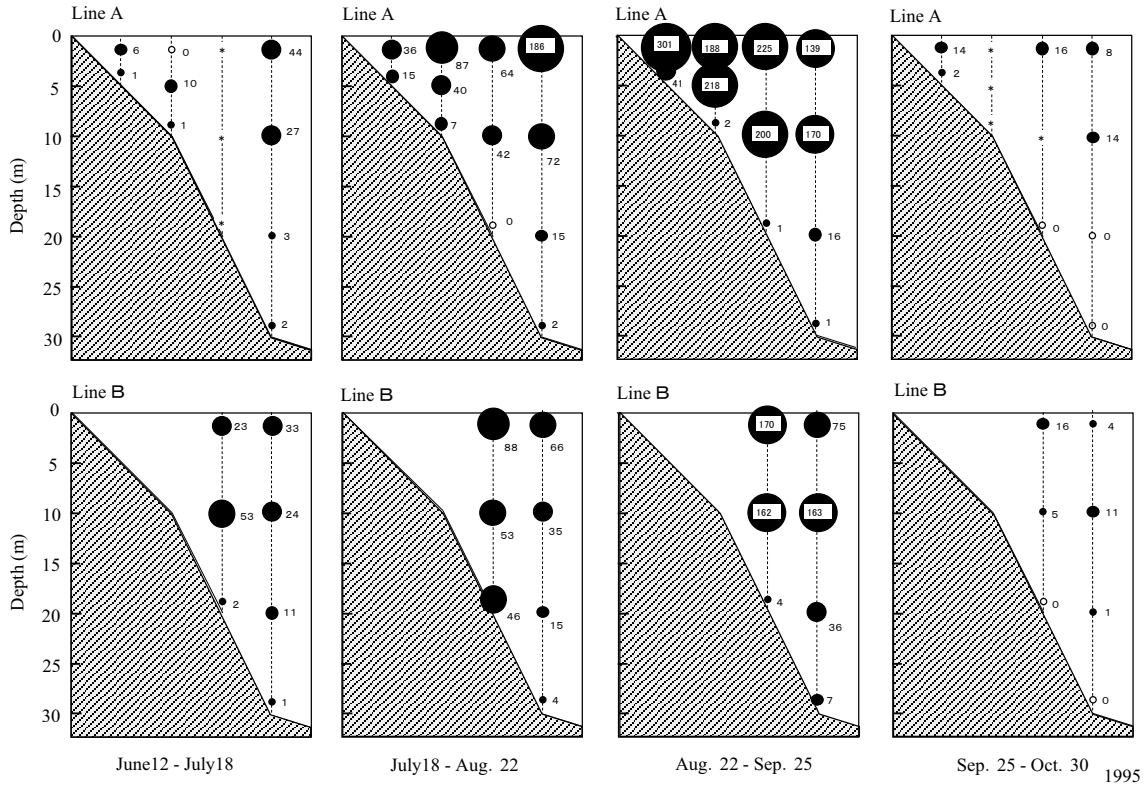 Line A Line A Line A Line A
0 6 0 * 44 36 87 64 186 301 188 225 139 14 * 16 8
1 15 41 2
5 10 40 218 *
1 7 2 *
10 * 27 42 72 200 170 * 14
15
* 0 1 0
20 3 15 16 0
25
30 2 2 1 0
Depth (m)
Line B Line B Line B Line B
0 23 33 88 66 170 75 16 4
5
10 53 24 53 35 162 163 5 11
15
2 46 4 0
20 11 15 36 1
25
30 1 4 7 0
Depth (m)
June12 - July18 July18 - Aug. 22 Aug. 22 - Sep. 25 Sep. 25 - Oct. 30
1995